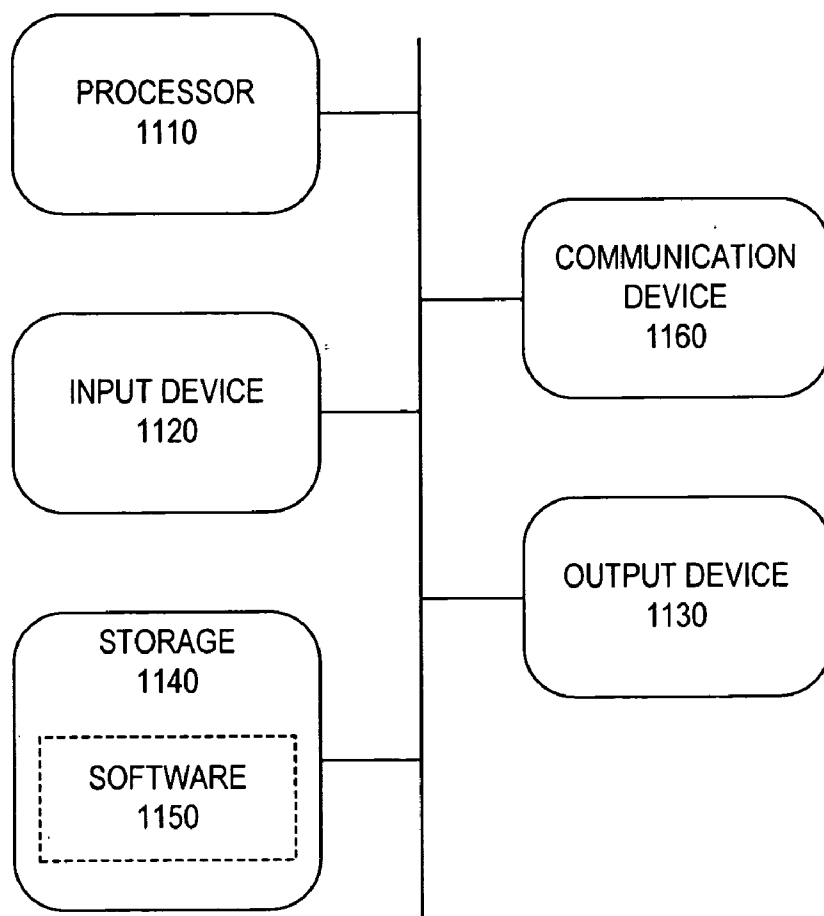 PROCESSOR
1110
COMMUNICATION
DEVICE
1160
INPUT DEVICE
1120
OUTPUT DEVICE
1130
STORAGE
1140
SOFTWARE
1150